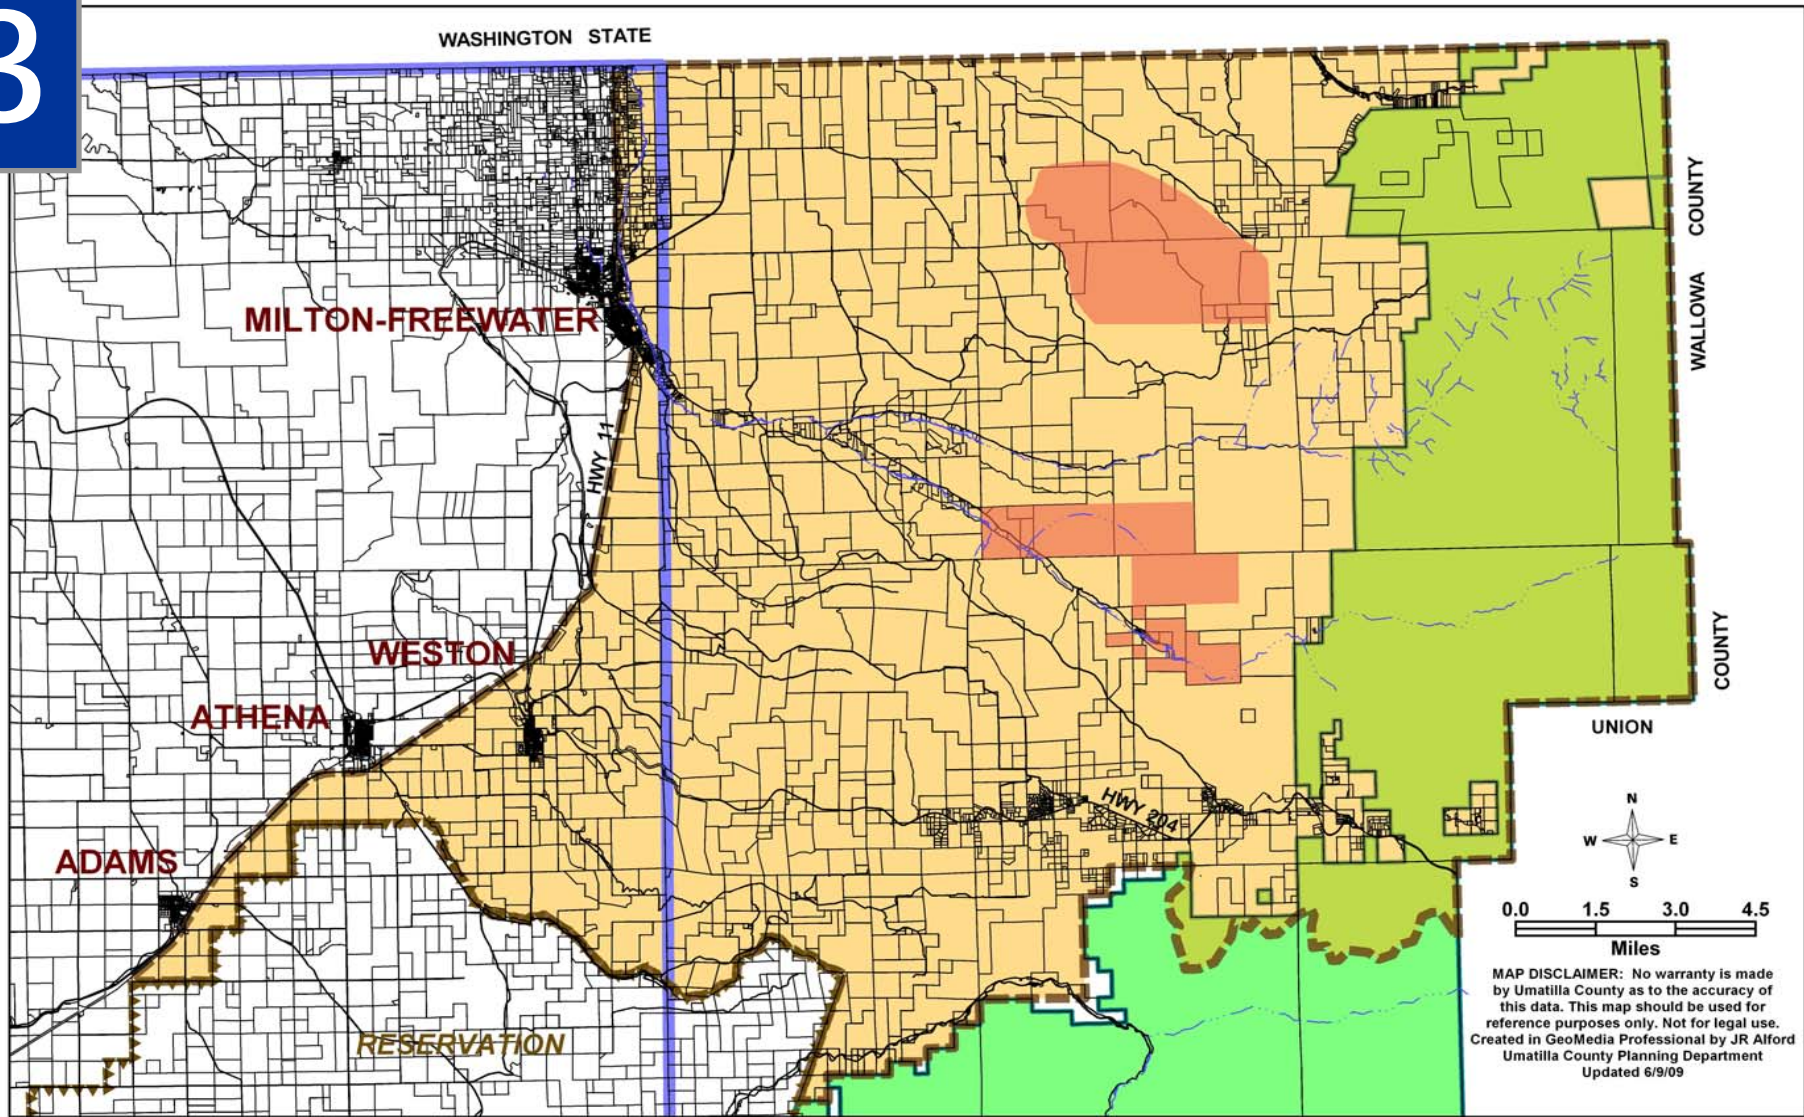 3
WASHINGTON STATE
COUNTY
WALLOWA
MILTON-FREEWATER
HWY 11
WESTON
COUNTY
ATHENA
UNION
HWY 204
N
W E
S
ADAMS
0.0 1.5 3.0 4.5
Miles
MAP DISCLAIMER: No warranty is made
by Umatilla County as to the accuracy of
this data. This map should be used for
reference purposes only. Not for legal use.
Created in GeoMedia Professional by JR Alford
Umatilla County Planning Department
Updated 6/9/09
RESERVATION